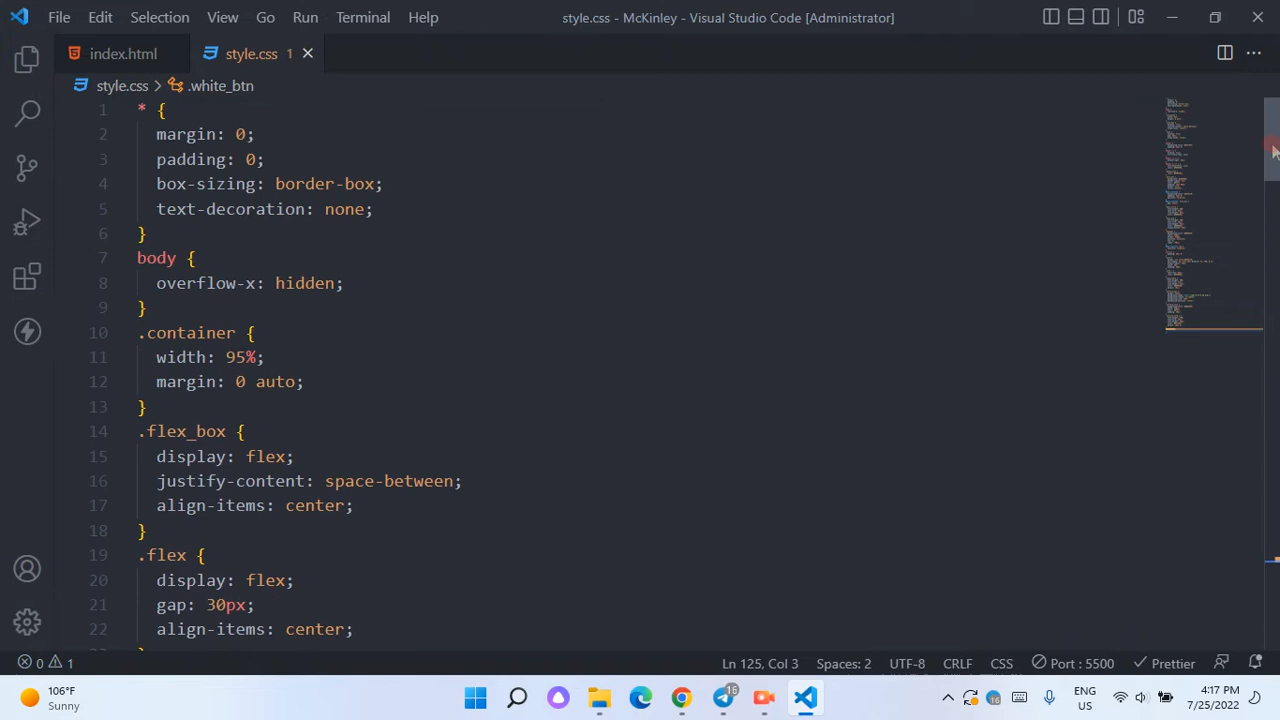 File Edit Selection View Go Run Terminal Help style.css - McKinley - Visual Studio Code [Administrator]
index.html style.css 1
style.css > .white_btn
1 * {
2 margin: 0;
3 padding: 0;
4 box-sizing: border-box;
5 text-decoration: none;
6 }
7 body {
8 overflow-x: hidden;
9 }
10 .container {
11 width: 95%;
12 margin: 0 auto;
13 }
14 .flex_box {
15 display: flex;
16 justify-content: space-between;
17 align-items: center;
18 }
19 .flex {
20 display: flex;
21 gap: 30px;
22 align-items: center;
0 1 Ln 125, Col 3 Spaces: 2 UTF-8 CRLF CSS Port : 5500 Prettier
106°F
Sunny
16
16
ENG
US
4:17 PM
7/25/2022